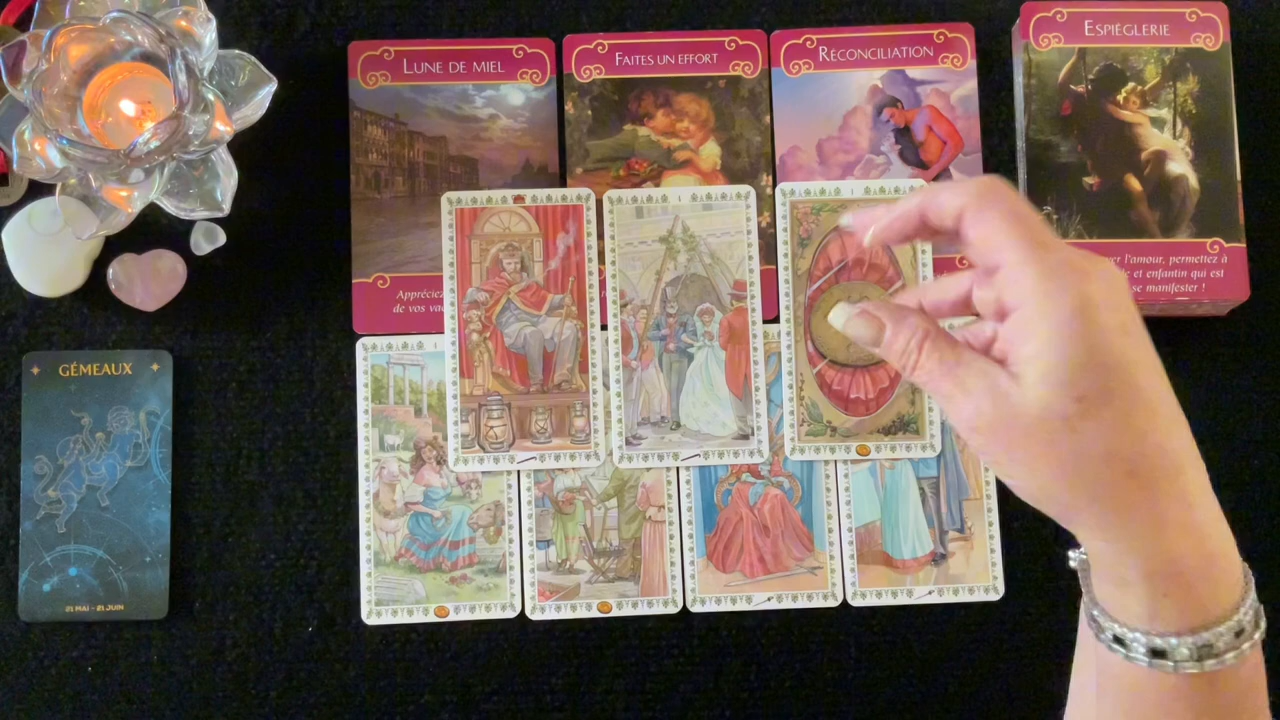 LUNE DE MIEL
FAITES UN EFFORT
RÉCONCILIATION
ESPIÈGLERIE
Appréciez
de vos
l'amour, permettez à
et enfantin qui est
se manifester !
GÉMEAUX
21 MAI - 21 JUIN